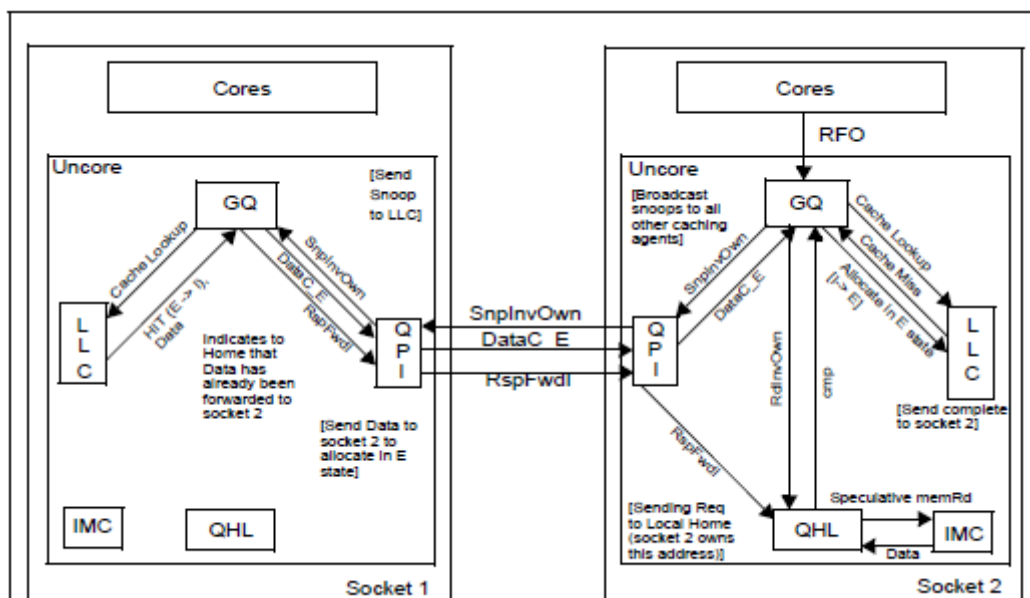 Cores
Uncore
[Send
Snoop
to LLC]
GQ
Cache Lookup
HIT (E -> I),
Data
SnpInvOwn
DataC_E
RspFwdI
L
L
C
Q
P
I
Indicates to
Home that
Data has
already been
forwarded to
socket 2
[Send Data to
socket 2 to
allocate in E
state]
IMC
QHL
Socket 1
SnpInvOwn
DataC_E
RspFwdI
Cores
RFO
Uncore
[Broadcast
snoops to all
other caching
agents]
GQ
Cache Lookup
Cache Miss
Allocate in E state
[I-> E]
SnpInvOwn
DataC_E
Q
P
I
L
L
C
RdInvOwn
cmp
[Send complete
to socket 2]
RspFwdI
Speculative memRd
[Sending Req
to Local Home
(socket 2 owns
this address)]
QHL
IMC
Data
Socket 2